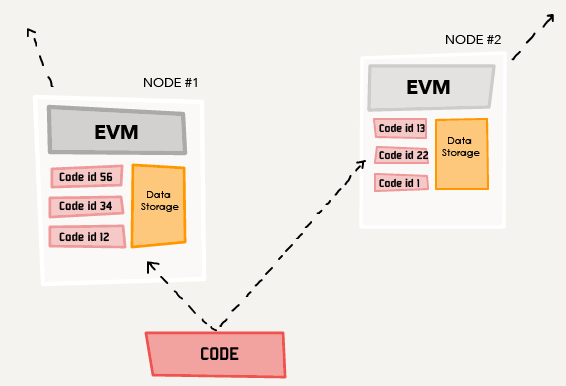 NODE #1
EVM
Code id 56
Code id 34
Code id 12
Data
Storage
NODE #2
EVM
Code id 13
Code id 22
Code id 1
Data
Storage
CODE